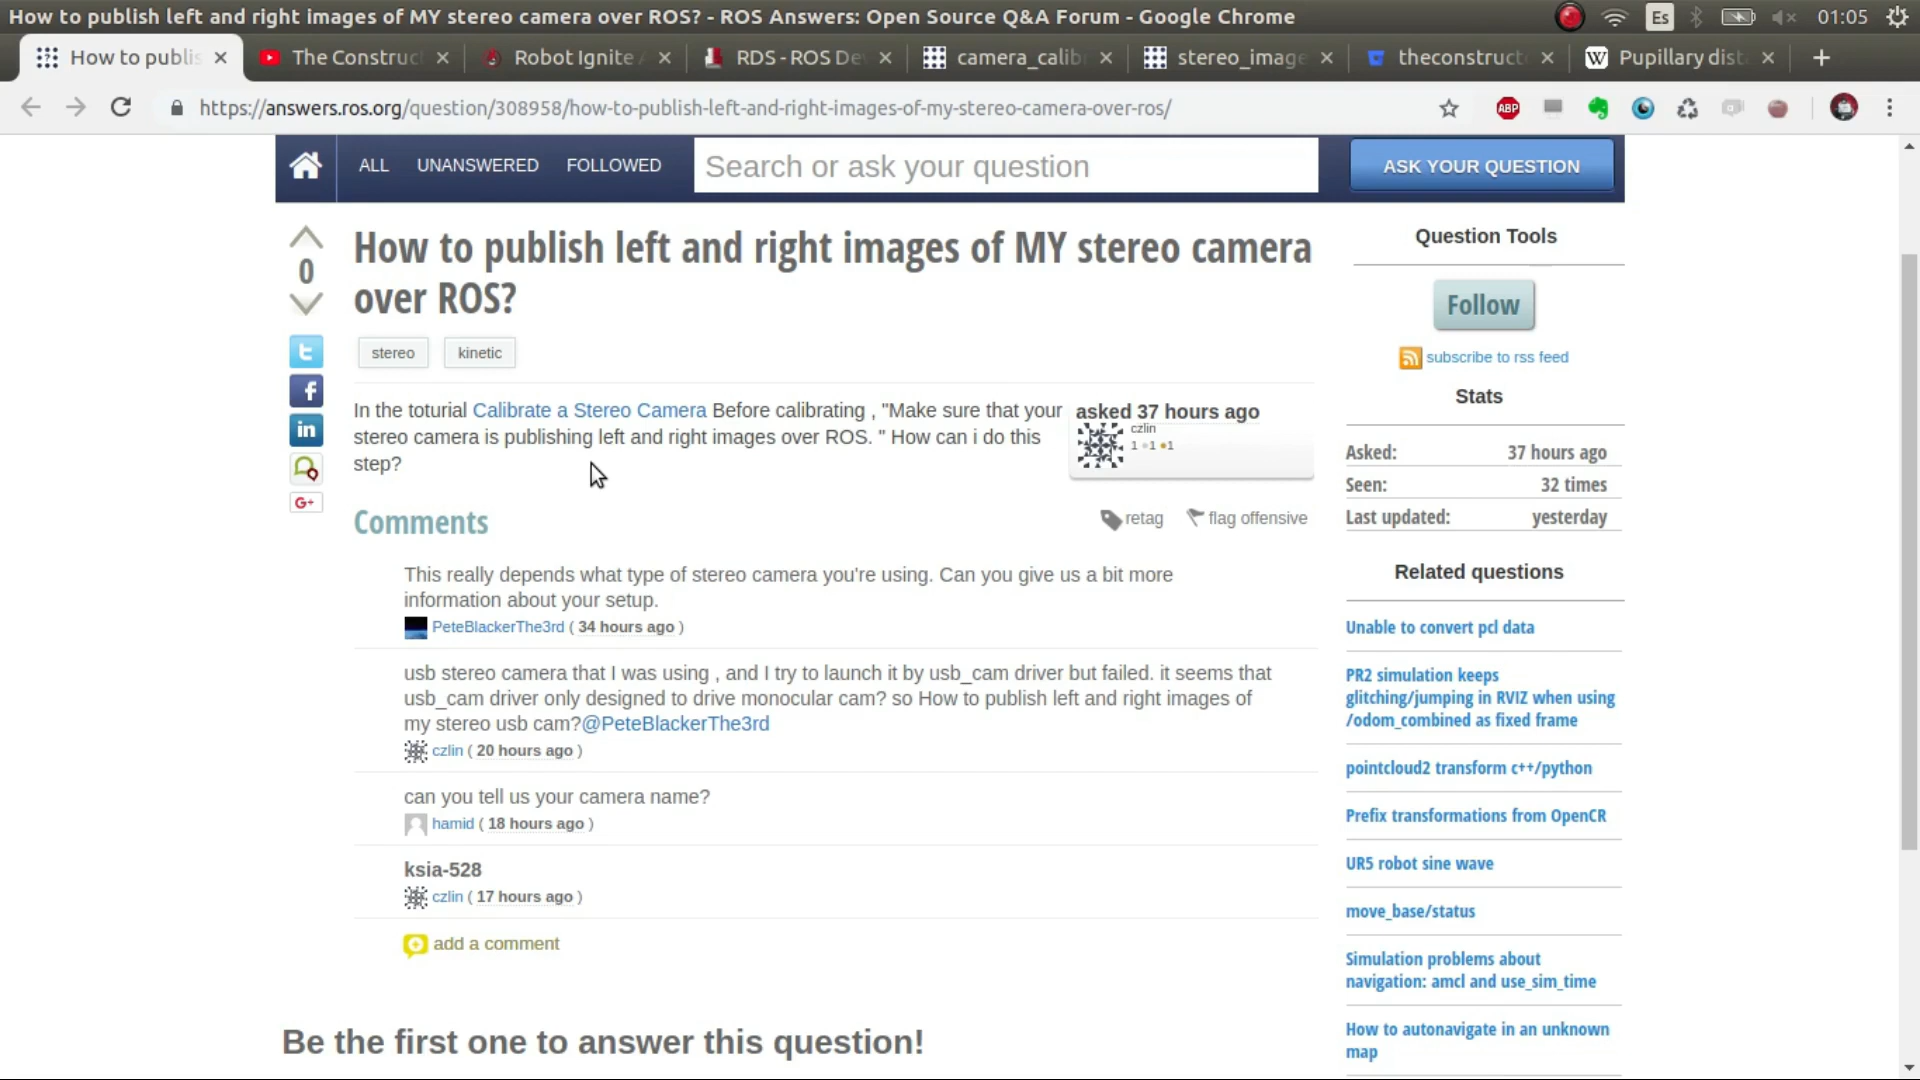 How to publish left and right images of MY stereo camera over ROS? - ROS Answers: Open Source Q&A Forum - Google Chrome
Es
01:05
How to publis
The Construc
Robot Ignite
RDS - ROS De
camera_calib
stereo_image
theconstruct
Pupillary dist
https://answers.ros.org/question/308958/how-to-publish-left-and-right-images-of-my-stereo-camera-over-ros/
ABP
ALL
UNANSWERED
FOLLOWED
Search or ask your question
ASK YOUR QUESTION
0
How to publish left and right images of MY stereo camera
over ROS?
stereo
kinetic
In the toturial Calibrate a Stereo Camera Before calibrating , "Make sure that your
stereo camera is publishing left and right images over ROS. " How can i do this
step?
asked 37 hours ago
czlin
1 ●1 ●1
Comments
retag
flag offensive
This really depends what type of stereo camera you're using. Can you give us a bit more
information about your setup.
PeteBlackerThe3rd ( 34 hours ago )
usb stereo camera that I was using , and I try to launch it by usb_cam driver but failed. it seems that
usb_cam driver only designed to drive monocular cam? so How to publish left and right images of
my stereo usb cam?@PeteBlackerThe3rd
czlin ( 20 hours ago )
can you tell us your camera name?
hamid ( 18 hours ago )
ksia-528
czlin ( 17 hours ago )
add a comment
Be the first one to answer this question!
Question Tools
Follow
subscribe to rss feed
Stats
Asked: 37 hours ago
Seen: 32 times
Last updated: yesterday
Related questions
Unable to convert pcl data
PR2 simulation keeps
glitching/jumping in RVIZ when using
/odom_combined as fixed frame
pointcloud2 transform c++/python
Prefix transformations from OpenCR
UR5 robot sine wave
move_base/status
Simulation problems about
navigation: amcl and use_sim_time
How to autonavigate in an unknown
map